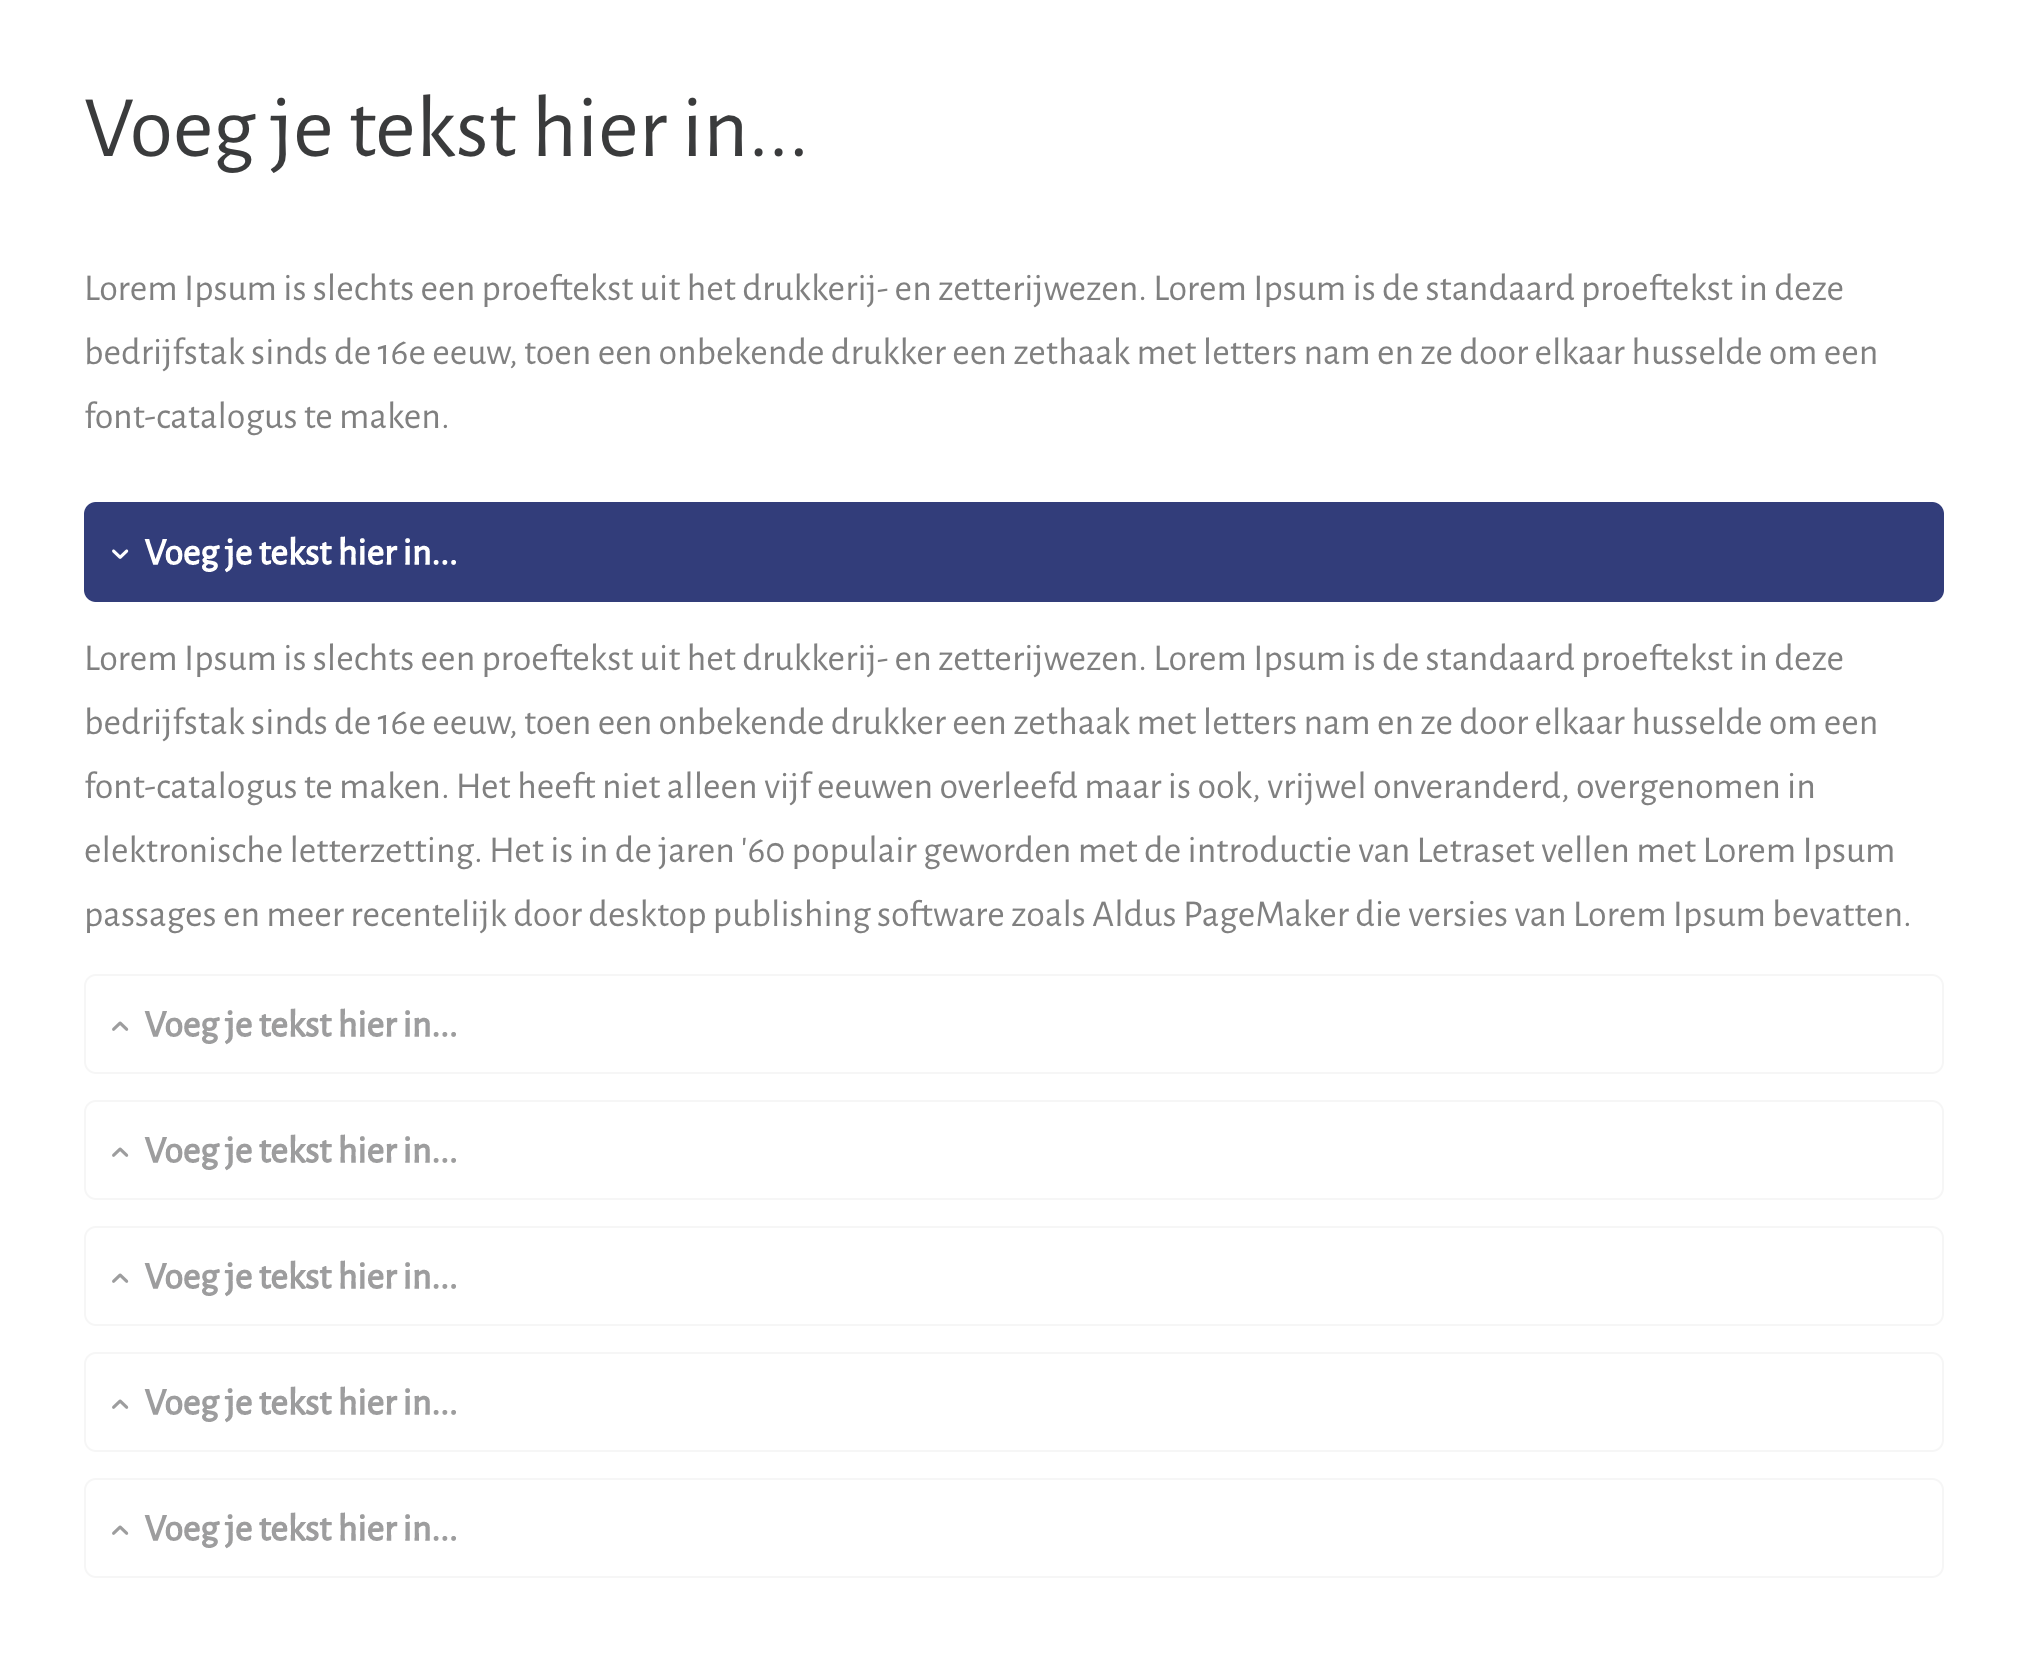 Voeg je tekst hier in...
Lorem Ipsum is slechts een proeftekst uit het drukkerij- en zetterijwezen. Lorem Ipsum is de standaard proeftekst in deze
bedrijfstak sinds de 16e eeuw, toen een onbekende drukker een zethaak met letters nam en ze door elkaar husselde om een
font-catalogus te maken.
Voeg je tekst hier in...
Lorem Ipsum is slechts een proeftekst uit het drukkerij- en zetterijwezen. Lorem Ipsum is de standaard proeftekst in deze
bedrijfstak sinds de 16e eeuw, toen een onbekende drukker een zethaak met letters nam en ze door elkaar husselde om een
font-catalogus te maken. Het heeft niet alleen vijf eeuwen overleefd maar is ook, vrijwel onveranderd, overgenomen in
elektronische letterzetting. Het is in de jaren '60 populair geworden met de introductie van Letraset vellen met Lorem Ipsum
passages en meer recentelijk door desktop publishing software zoals Aldus PageMaker die versies van Lorem Ipsum bevatten.
Voeg je tekst hier in...
Voeg je tekst hier in...
Voeg je tekst hier in...
Voeg je tekst hier in...
Voeg je tekst hier in...